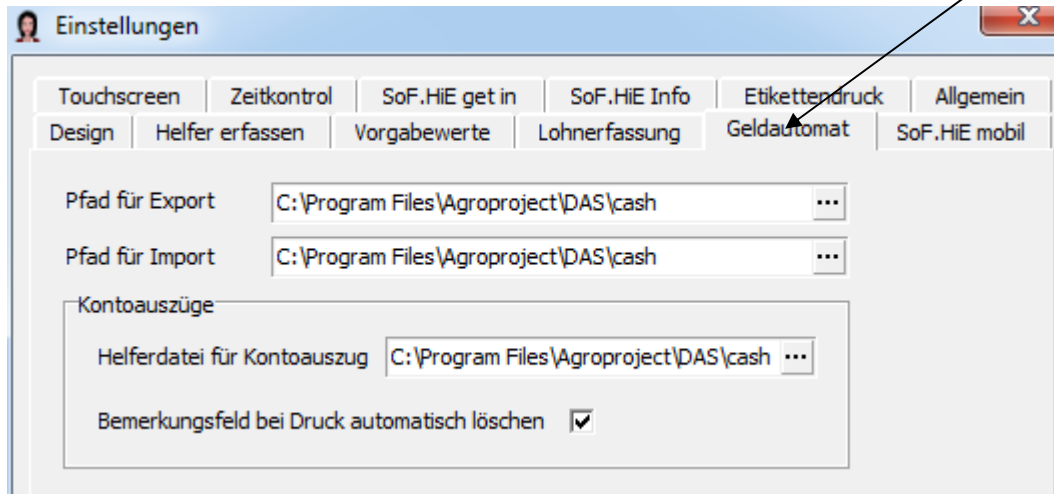 Einstellungen
Touchscreen Zeitkontrol SoF.HiE get in SoF.HiE Info Etikettendruck Allgemein
Design Helfer erfassen Vorgabewerte Lohnerfassung Geldautomat SoF.HiE mobil
Pfad für Export C:\Program Files\Agroproject\DAS\cash ...
Pfad für Import C:\Program Files\Agroproject\DAS\cash ...
Kontoauszüge
Helferdatei für Kontoauszug C:\Program Files\Agroproject\DAS\cash ...
Bemerkungsfeld bei Druck automatisch löschen